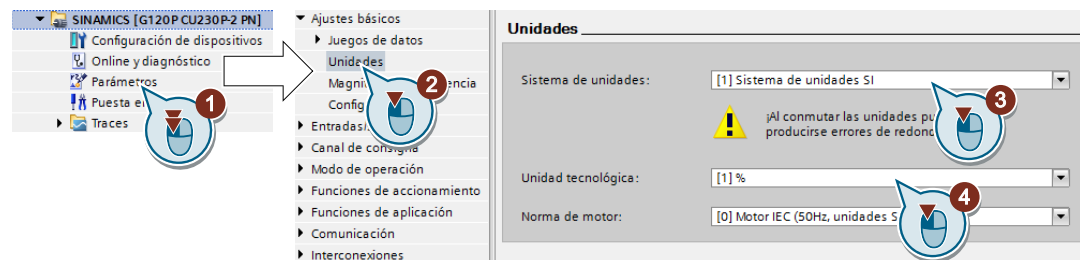 SINAMICS [G120P CU230P-2 PN]
Configuración de dispositivos
Online y diagnóstico
Parámetros
Puesta e
Traces
1
Ajustes básicos
Juegos de datos
Unidades
Magni encia
Config
Entradas/
Canal de consigna
Modo de operación
Funciones de accionamiento
Funciones de aplicación
Comunicación
Interconexiones
2
Unidades
Sistema de unidades: [1] Sistema de unidades SI
3
¡Al conmutar las unidades pu
producirse errores de redond
Unidad tecnológica: [1] %
4
Norma de motor: [0] Motor IEC (50Hz, unidades S